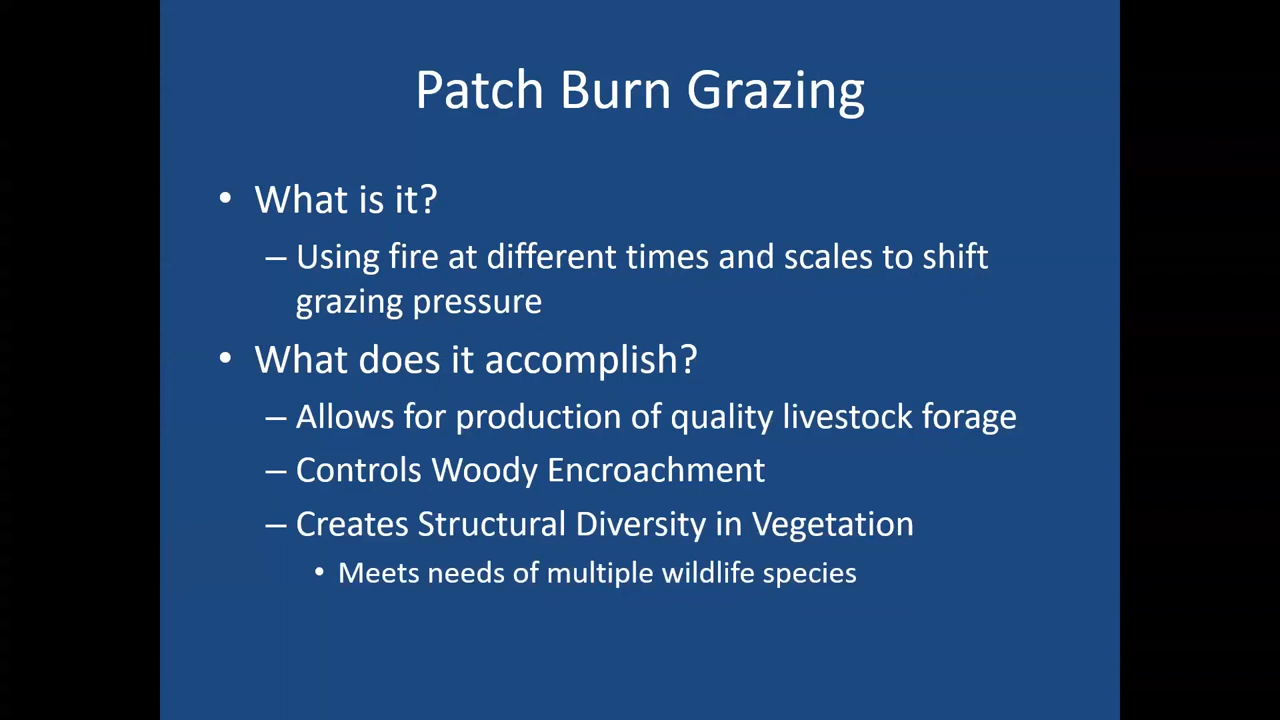 Patch Burn Grazing
• What is it?
– Using fire at different times and scales to shift
grazing pressure
• What does it accomplish?
– Allows for production of quality livestock forage
– Controls Woody Encroachment
– Creates Structural Diversity in Vegetation
• Meets needs of multiple wildlife species